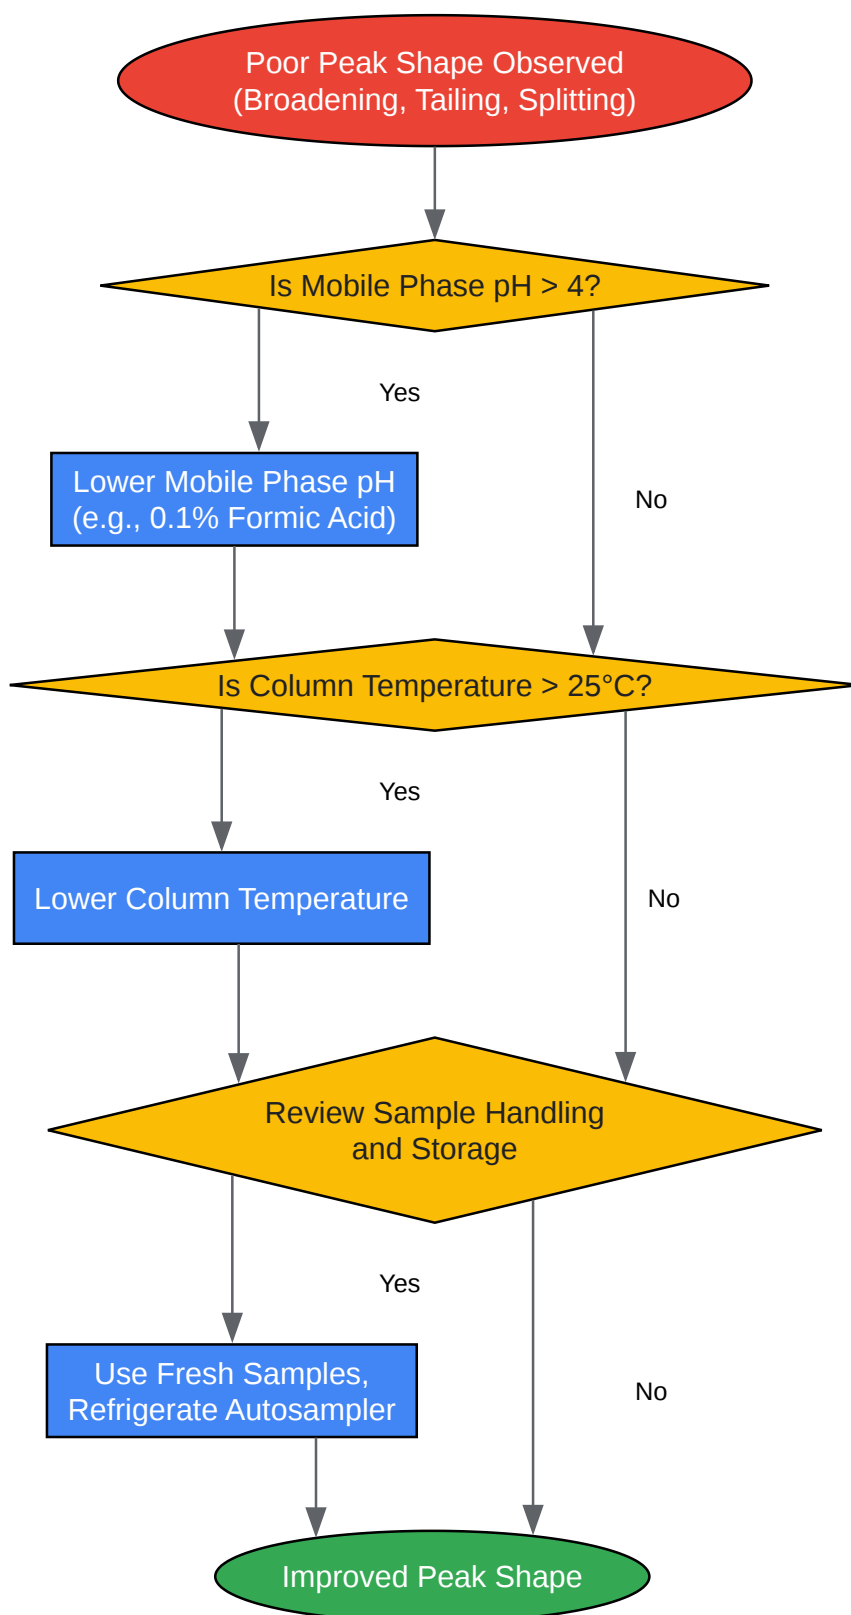 Poor Peak Shape Observed
(Broadening, Tailing, Splitting)
Is Mobile Phase pH > 4?
Yes
Lower Mobile Phase pH
(e.g., 0.1% Formic Acid)
No
Is Column Temperature > 25°C?
Yes
Lower Column Temperature
No
Review Sample Handling
and Storage
Yes
Use Fresh Samples,
Refrigerate Autosampler
No
Improved Peak Shape